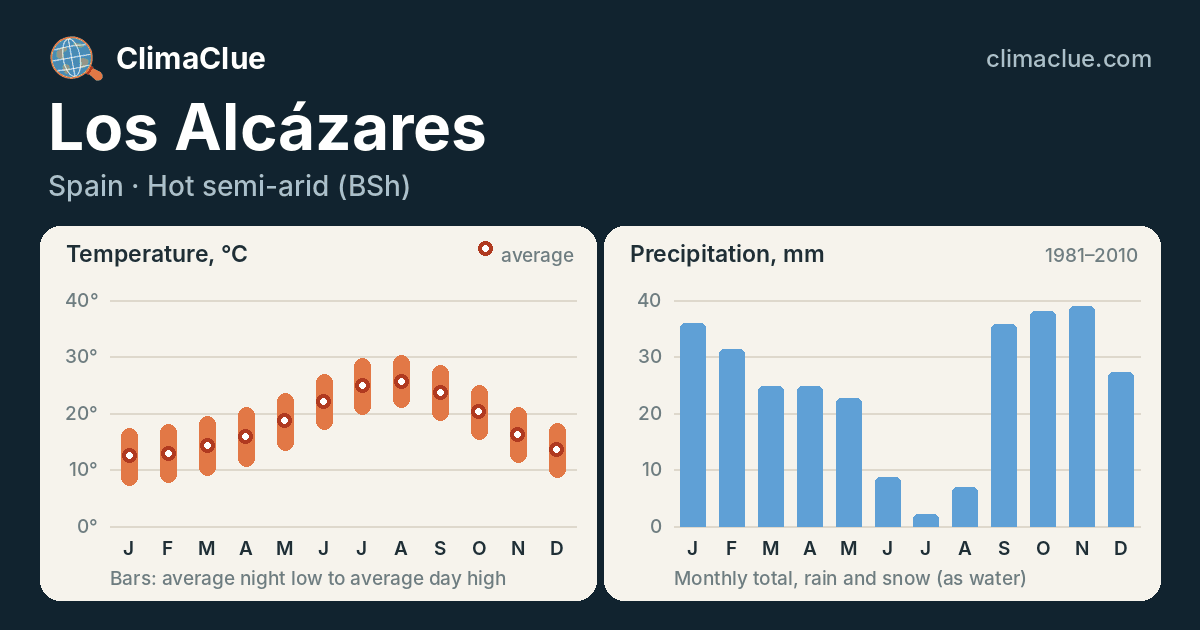 ClimaClue
climaclue.com
Los Alcázares
Spain · Hot semi-arid (BSh)
Temperature, °C
average
40°
30°
20°
10°
0°
J F M A M J J A S O N D
Bars: average night low to average day high
Precipitation, mm
1981–2010
40
30
20
10
0
J F M A M J J A S O N D
Monthly total, rain and snow (as water)